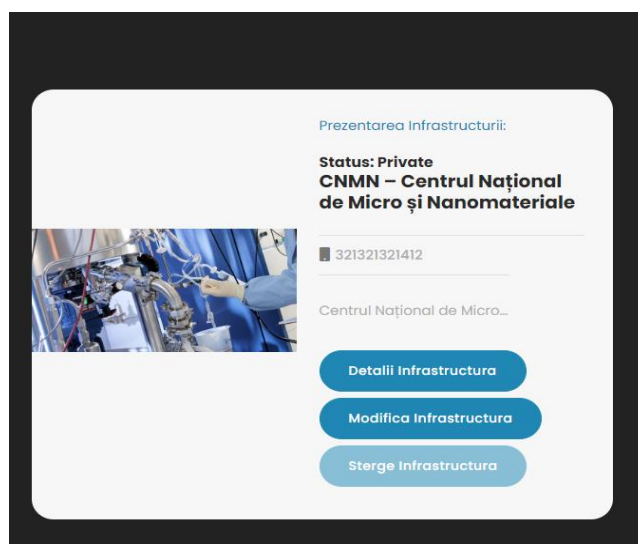 Prezentarea Infrastructurii:
Status: Private
CNMN – Centrul Național
de Micro și Nanomateriale
321321321412
Centrul Național de Micro...
Detalii Infrastructura
Modifica Infrastructura
Sterge Infrastructura